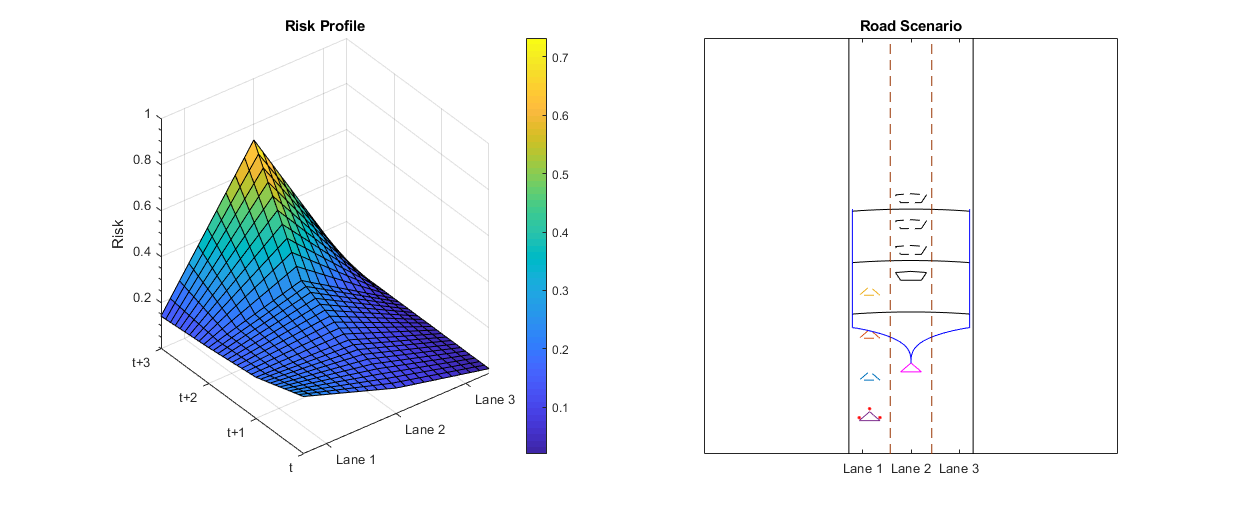 Risk Profile
1
0.8
0.6
0.4
0.2
Risk
t+3
t+2
t+1
t
Lane 1
Lane 2
Lane 3
0.7
0.6
0.5
0.4
0.3
0.2
0.1
Road Scenario
Lane 1 Lane 2 Lane 3